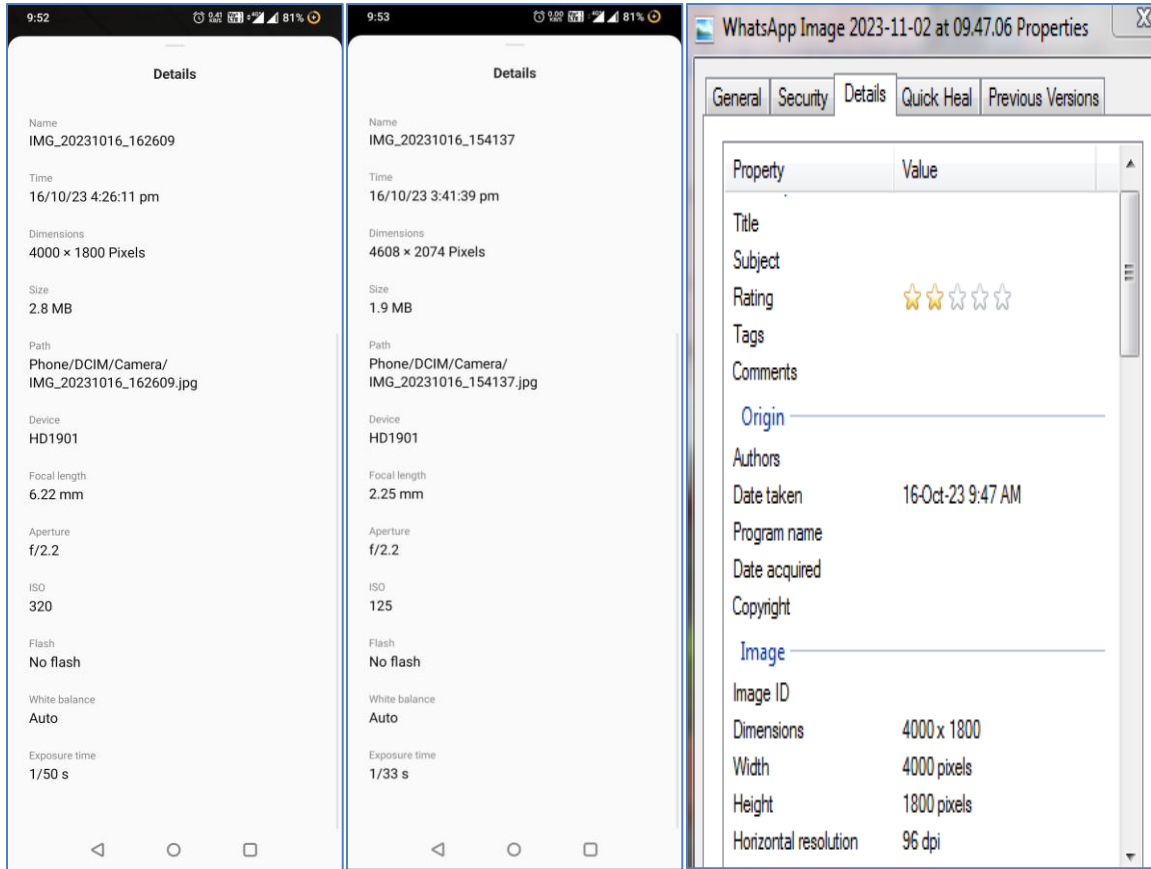 9:52
0.41 KB/S
81%
Details
Name
IMG_20231016_162609
Time
16/10/23 4:26:11 pm
Dimensions
4000 × 1800 Pixels
Size
2.8 MB
Path
Phone/DCIM/Camera/
IMG_20231016_162609.jpg
Device
HD1901
Focal length
6.22 mm
Aperture
f/2.2
ISO
320
Flash
No flash
White balance
Auto
Exposure time
1/50 s
9:53
0.00 KB/S
81%
Details
Name
IMG_20231016_154137
Time
16/10/23 3:41:39 pm
Dimensions
4608 × 2074 Pixels
Size
1.9 MB
Path
Phone/DCIM/Camera/
IMG_20231016_154137.jpg
Device
HD1901
Focal length
2.25 mm
Aperture
f/2.2
ISO
125
Flash
No flash
White balance
Auto
Exposure time
1/33 s
WhatsApp Image 2023-11-02 at 09.47.06 Properties
General Security Details Quick Heal Previous Versions
Property Value
Title
Subject
Rating
Tags
Comments
Origin
Authors
Date taken 16-Oct-23 9:47 AM
Program name
Date acquired
Copyright
Image
Image ID
Dimensions 4000 x 1800
Width 4000 pixels
Height 1800 pixels
Horizontal resolution 96 dpi